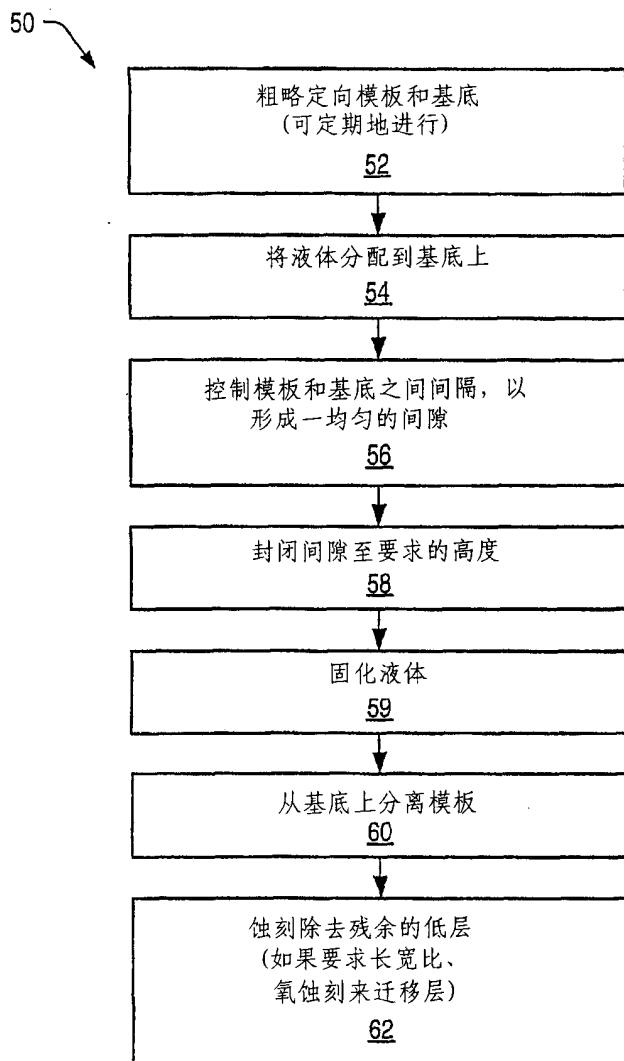 50
粗略定向模板和基底
(可定期地进行)
52
将液体分配到基底上
54
控制模板和基底之间间隔，以
形成一均匀的间隙
56
封闭间隙至要求的高度
58
固化液体
59
从基底上分离模板
60
蚀刻除去残余的低层
(如果要求长宽比、
氧蚀刻来迁移层)
62